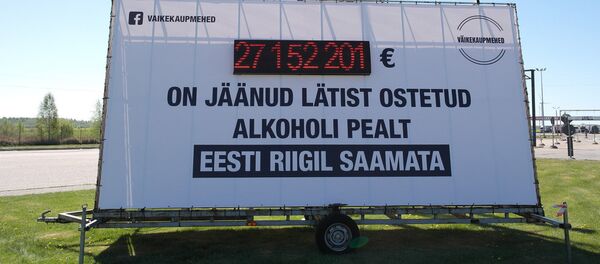 VÄIKEKAUPMEHED
VÄIKEKAUPMEHED
27 152 201 €
ON JÄÄNUD LÄTIST OSTETUD
ALKOHOLI PEALT
EESTI RIIGIL SAAMATA